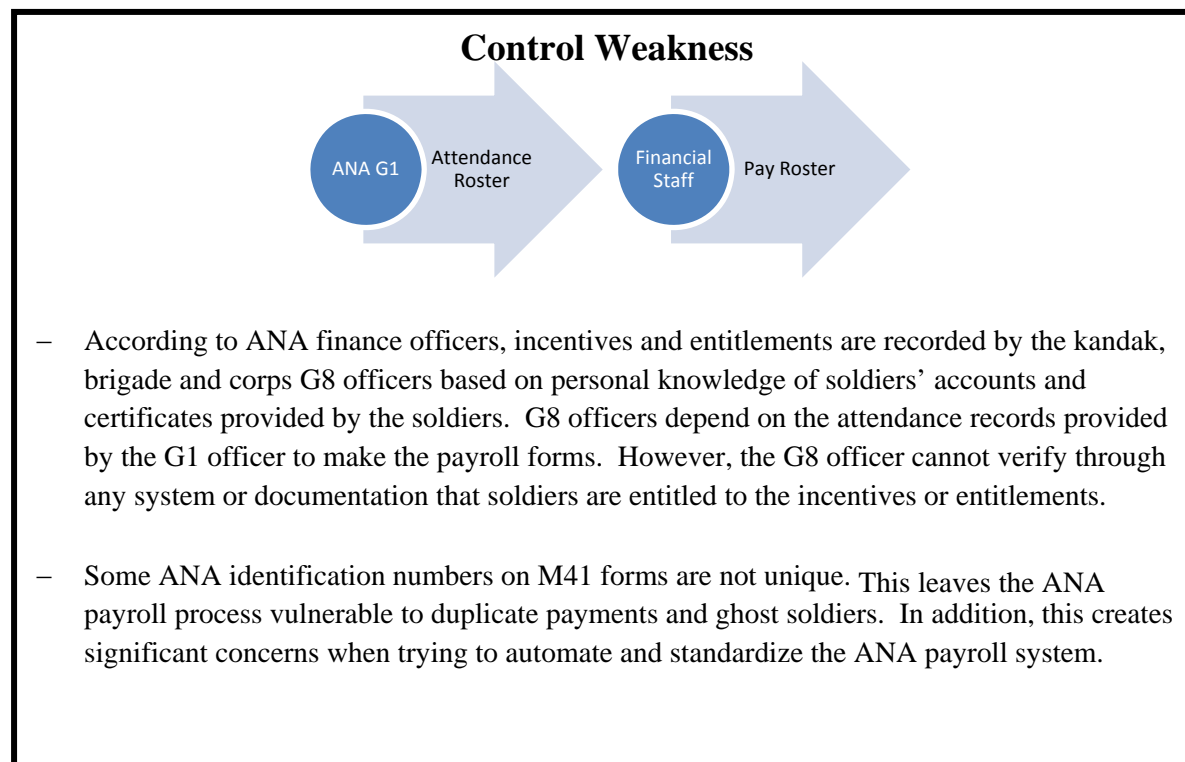 Control Weakness
ANA G1
Attendance
Roster
Financial
Staff
Pay Roster
– According to ANA finance officers, incentives and entitlements are recorded by the kandak,
brigade and corps G8 officers based on personal knowledge of soldiers’ accounts and
certificates provided by the soldiers. G8 officers depend on the attendance records provided
by the G1 officer to make the payroll forms. However, the G8 officer cannot verify through
any system or documentation that soldiers are entitled to the incentives or entitlements.
– Some ANA identification numbers on M41 forms are not unique. This leaves the ANA
payroll process vulnerable to duplicate payments and ghost soldiers. In addition, this creates
significant concerns when trying to automate and standardize the ANA payroll system.